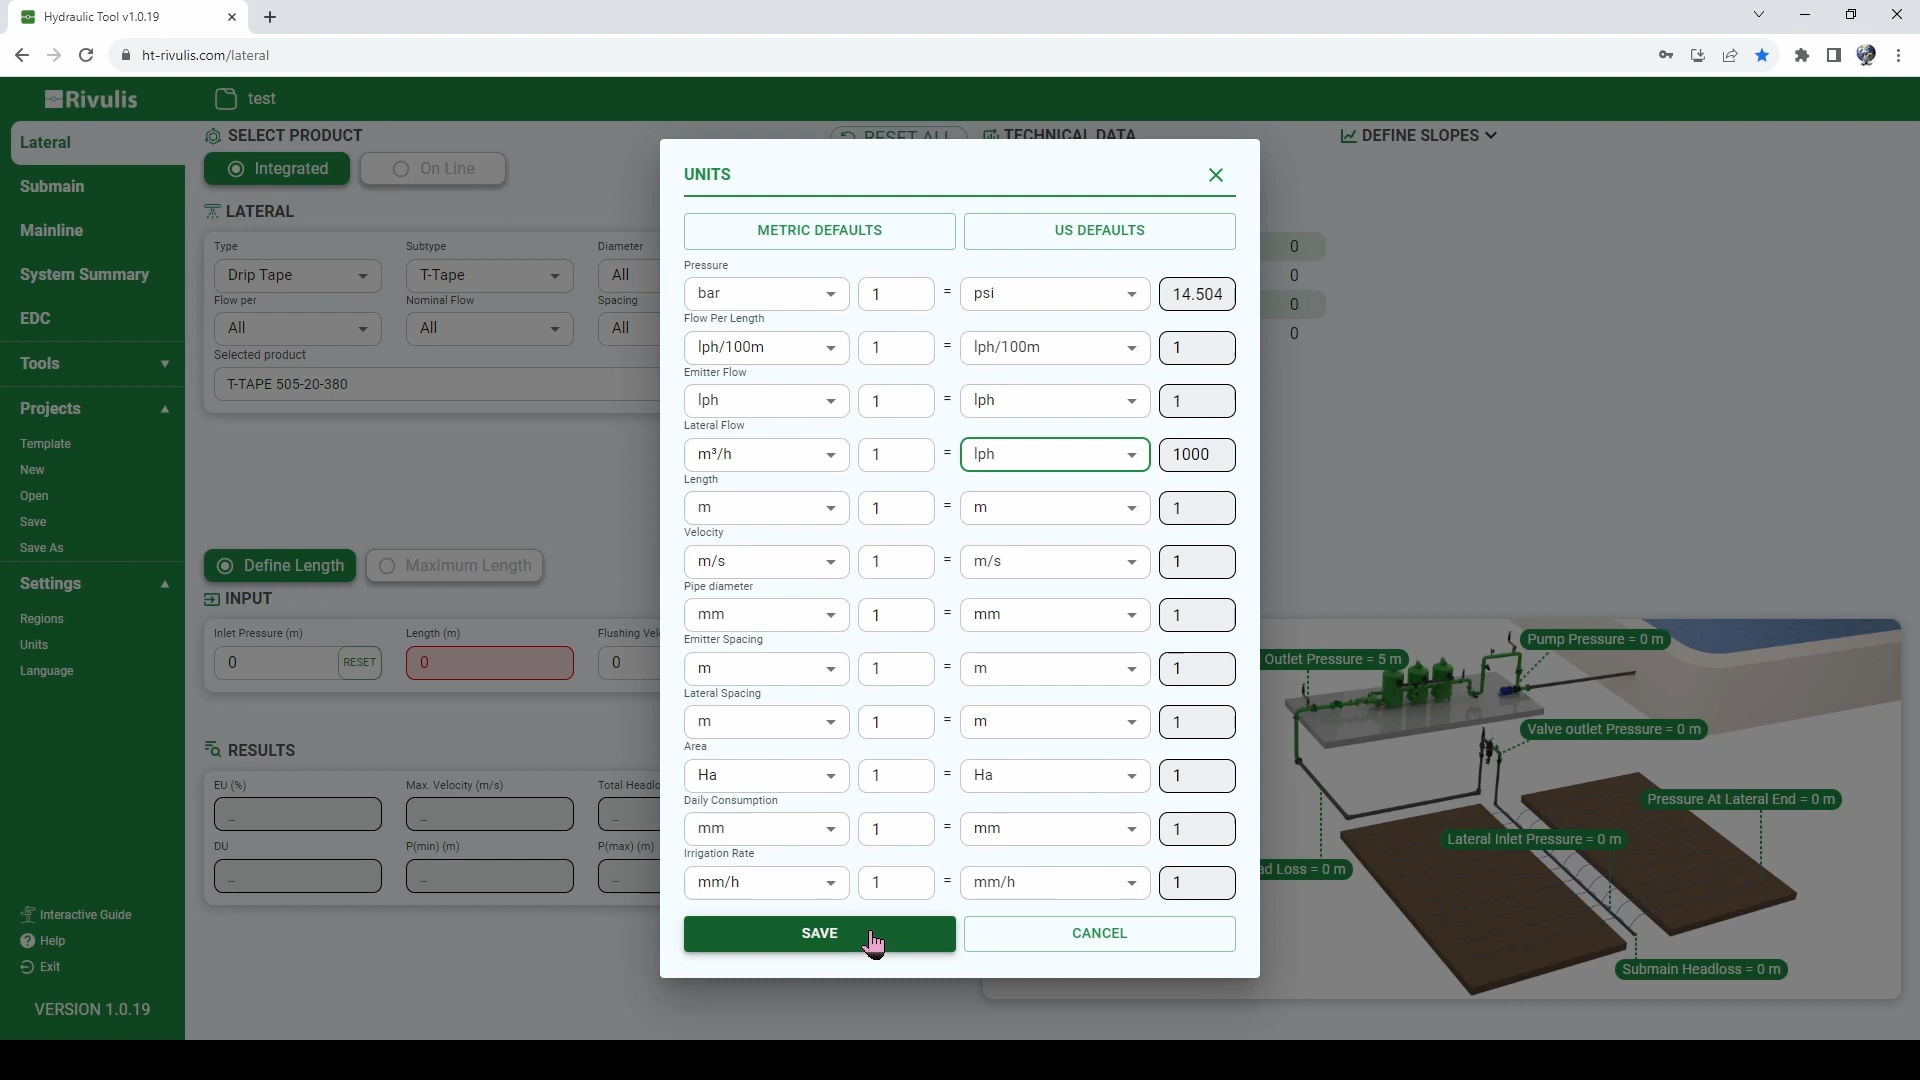 Hydraulic Tool v1.0.19
ht-rivulis.com/lateral
Rivulis
test
Lateral
Submain
Mainline
System Summary
EDC
Tools
Projects
Template
New
Open
Save
Save As
Settings
Regions
Units
Language
Interactive Guide
Help
Exit
VERSION 1.0.19
SELECT PRODUCT
RESET ALL
TECHNICAL DATA
DEFINE SLOPES
Integrated
On Line
LATERAL
Type
Subtype
Diameter
Drip Tape
T-Tape
All
Flow per
Nominal Flow
Spacing
All
All
All
Selected product
T-TAPE 505-20-380
Define Length
Maximum Length
INPUT
Inlet Pressure (m)
Length (m)
Flushing Vel
0
RESET
0
0
RESULTS
EU (%)
Max. Velocity (m/s)
Total Headlo
_
_
_
DU
P(min) (m)
P(max) (m)
_
_
_
UNITS
METRIC DEFAULTS
US DEFAULTS
Pressure
bar 1 = psi 14.504
Flow Per Length
lph/100m 1 = lph/100m 1
Emitter Flow
lph 1 = lph 1
Lateral Flow
m³/h 1 = lph 1000
Length
m 1 = m 1
Velocity
m/s 1 = m/s 1
Pipe diameter
mm 1 = mm 1
Emitter Spacing
m 1 = m 1
Lateral Spacing
m 1 = m 1
Area
Ha 1 = Ha 1
Daily Consumption
mm 1 = mm 1
Irrigation Rate
mm/h 1 = mm/h 1
SAVE
CANCEL
0
0
0
0
Pump Pressure = 0 m
Outlet Pressure = 5 m
Valve outlet Pressure = 0 m
Pressure At Lateral End = 0 m
Lateral Inlet Pressure = 0 m
ad Loss = 0 m
Submain Headloss = 0 m